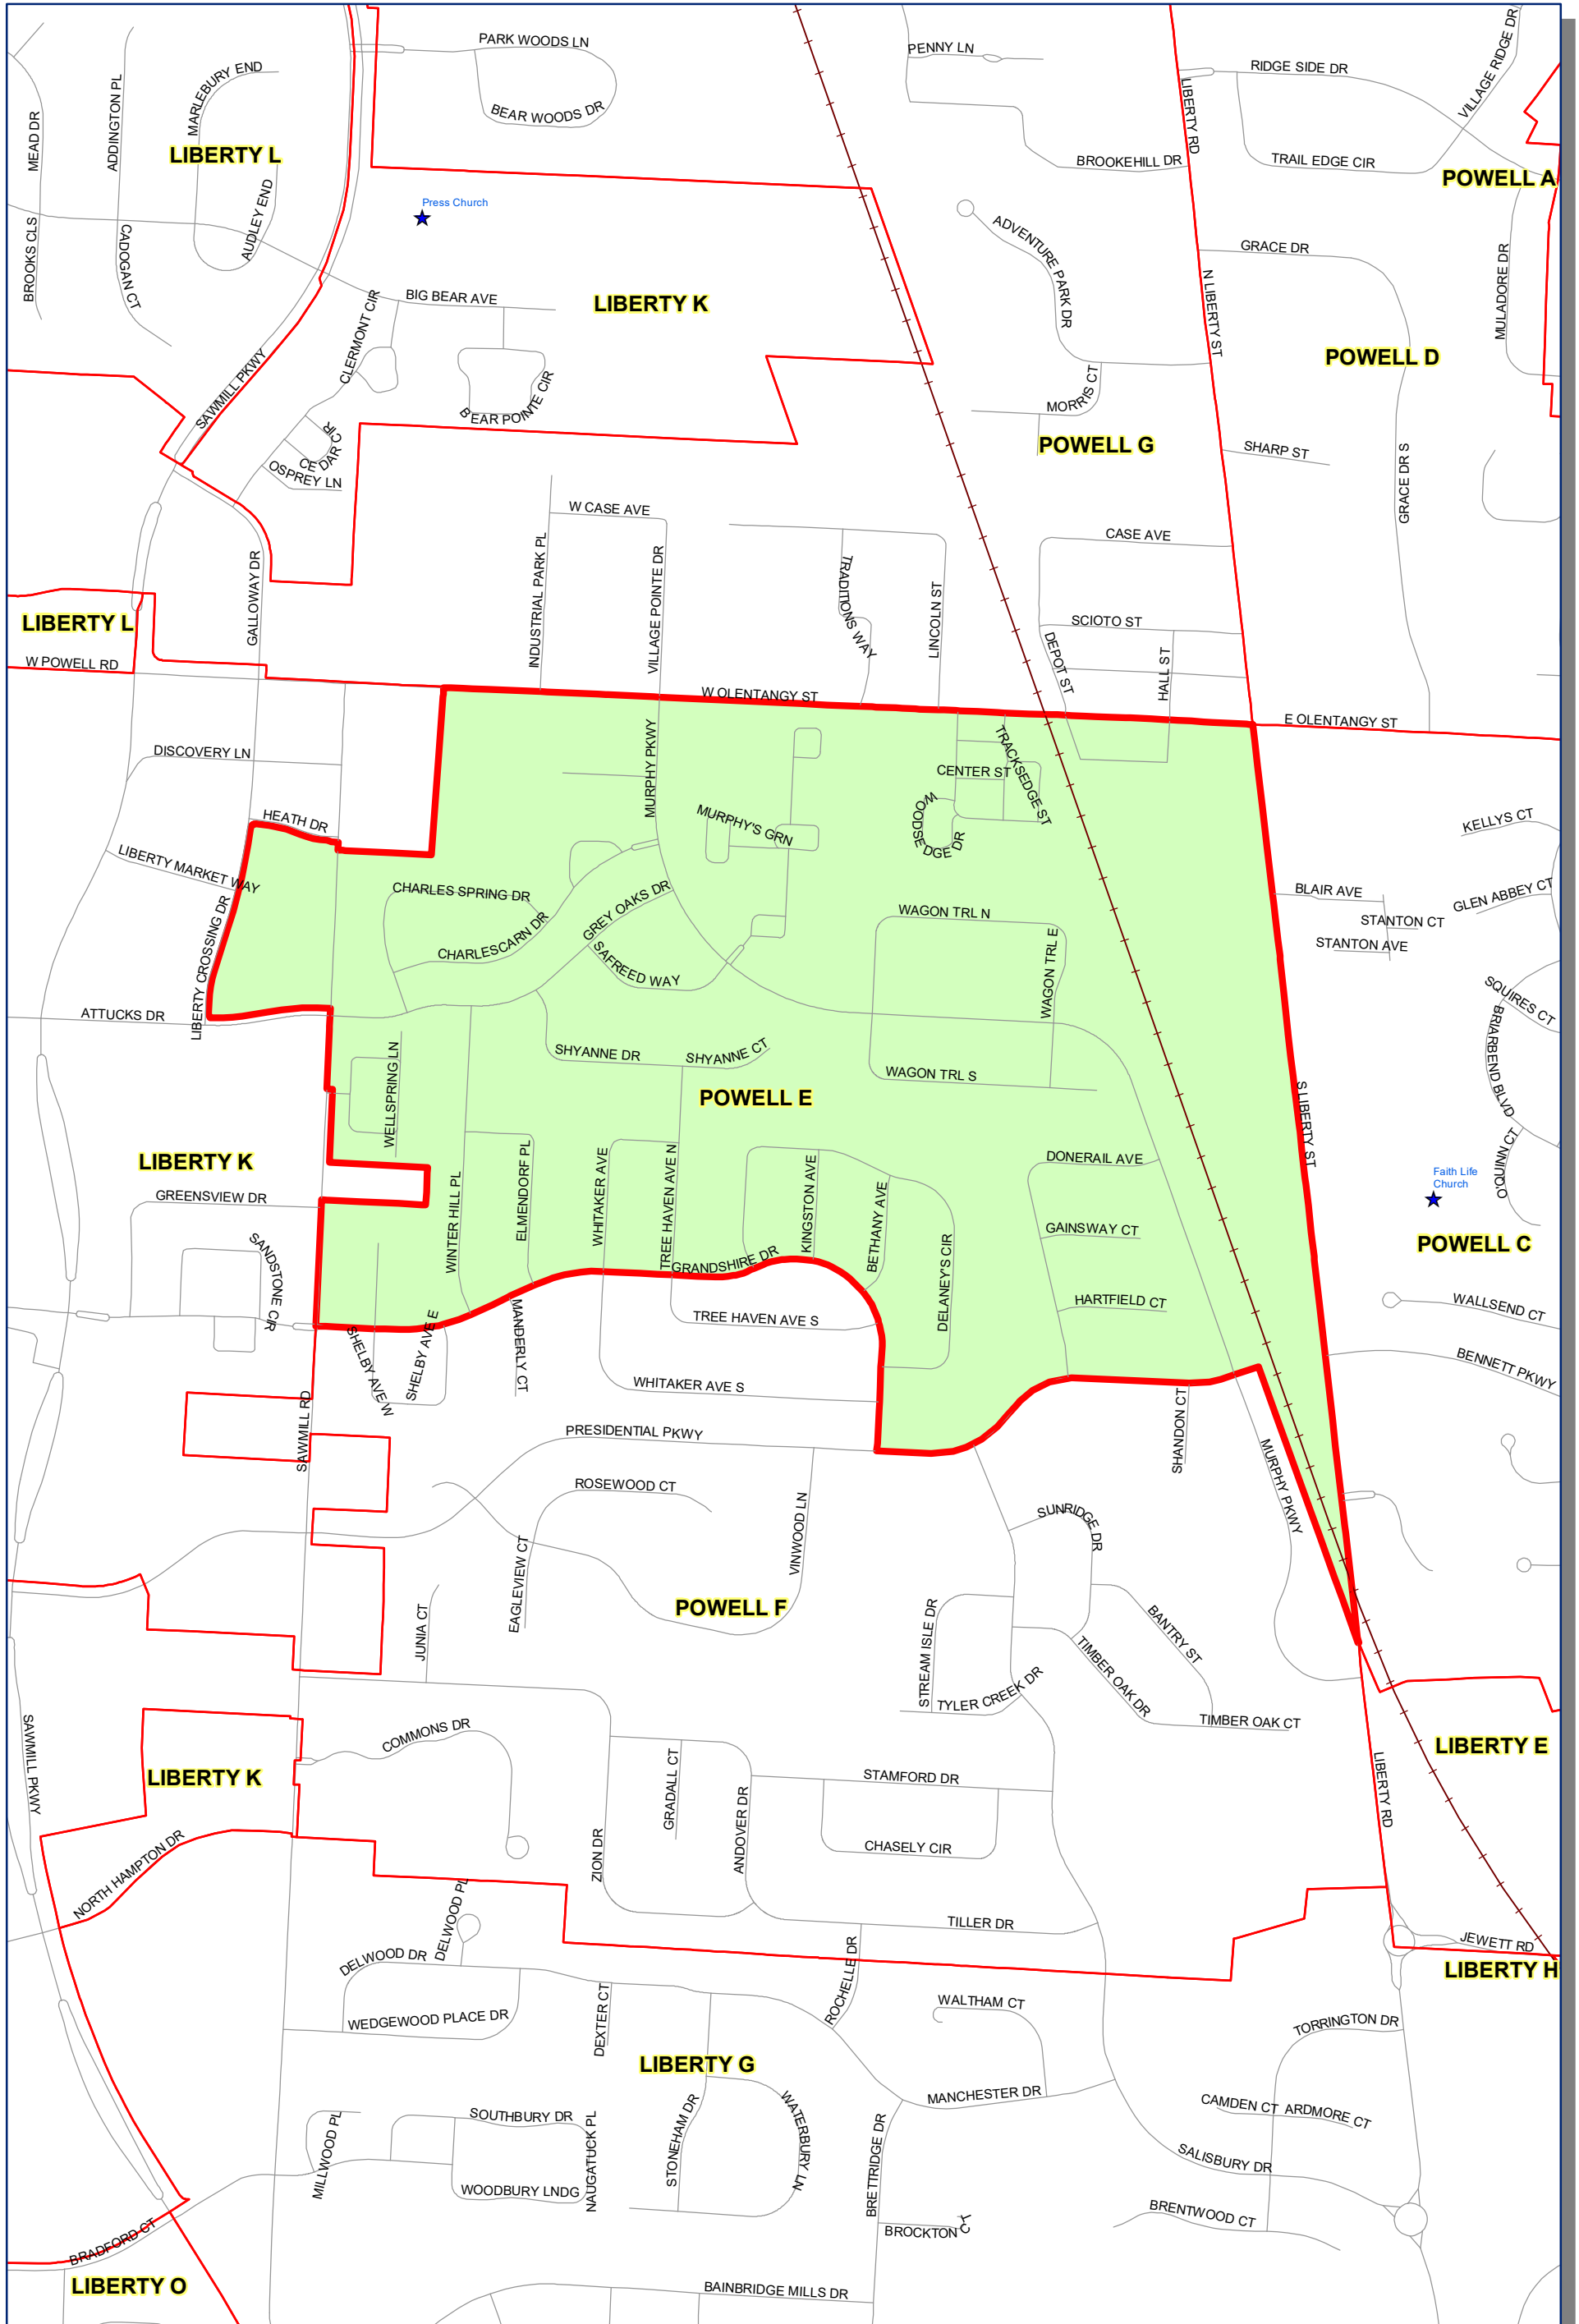 PARK WOODS LN
PENNY LN
RIDGE SIDE DR
VILLAGE RIDGE DR
MARLEBURY END
ADDINGTON PL
MEAD DR
BEAR WOODS DR
LIBERTY RD
LIBERTY L
BROOKEHILL DR
TRAIL EDGE CIR
POWELL A
Press Church
AUDLEY END
BROOKS CLS
CADOGAN CT
ADVENTURE PARK DR
GRACE DR
MULADORE DR
N LIBERTY ST
BIG BEAR AVE
LIBERTY K
CLERMONT CIR
POWELL D
SAWMILL PKWY
BEAR POINTE CIR
MORRIS CT
POWELL G
SHARP ST
GRACE DR S
CEDAR CIR
OSPREY LN
W CASE AVE
CASE AVE
INDUSTRIAL PARK PL
VILLAGE POINTE DR
TRADITIONS WAY
LINCOLN ST
GALLOWAY DR
LIBERTY L
SCIOTO ST
DEPOT ST
HALL ST
W POWELL RD
W OLENTANGY ST
E OLENTANGY ST
DISCOVERY LN
MURPHY PKWY
TRACKSEDGE ST
CENTER ST
HEATH DR
MURPHY'S GRN
WOODSEDGE DR
KELLYS CT
LIBERTY MARKET WAY
CHARLES SPRING DR
GREY OAKS DR
BLAIR AVE
GLEN ABBEY CT
WAGON TRL N
STANTON CT
STANTON AVE
CHARLESCARN DR
SAFREED WAY
WAGON TRL E
LIBERTY CROSSING DR
SQUIRES CT
ATTUCKS DR
BRIARBEND BLVD
SHYANNE DR
SHYANNE CT
WELLSPRING LN
WAGON TRL S
POWELL E
S LIBERTY ST
LIBERTY K
DONERAIL AVE
O'QUINN CT
Faith Life
Church
GREENSVIEW DR
WINTER HILL PL
ELMENDORF PL
WHITAKER AVE
TREE HAVEN AVE N
KINGSTON AVE
BETHANY AVE
GAINSWAY CT
POWELL C
SANDSTONE CIR
GRANDSHIRE DR
DELANEY'S CIR
HARTFIELD CT
WALLSEND CT
TREE HAVEN AVE S
SHELBY AVE W
SHELBY AVE E
MANDERLY CT
BENNETT PKWY
WHITAKER AVE S
SAWMILL RD
SHANDON CT
PRESIDENTIAL PKWY
MURPHY PKWY
ROSEWOOD CT
VINWOOD LN
SUNRIDGE DR
EAGLEVIEW CT
POWELL F
JUNIA CT
STREAM ISLE DR
BANTRY ST
TIMBER OAK DR
TYLER CREEK DR
TIMBER OAK CT
SAWMILL PKWY
COMMONS DR
LIBERTY E
LIBERTY K
GRADALL CT
STAMFORD DR
LIBERTY RD
ANDOVER DR
ZION DR
CHASELY CIR
NORTH HAMPTON DR
DELWOOD PL
TILLER DR
JEWETT RD
DELWOOD DR
ROCHELLE DR
LIBERTY H
WALTHAM CT
WEDGEWOOD PLACE DR
DEXTER CT
TORRINGTON DR
LIBERTY G
MANCHESTER DR
CAMDEN CT
ARDMORE CT
SOUTHBURY DR
MILLWOOD PL
NAUGATUCK PL
STONEHAM DR
WATERBURY LN
BRETTRIDGE DR
SALISBURY DR
WOODBURY LNDG
BRENTWOOD CT
BROCKTON CT
BRADFORD CT
LIBERTY O
BAINBRIDGE MILLS DR